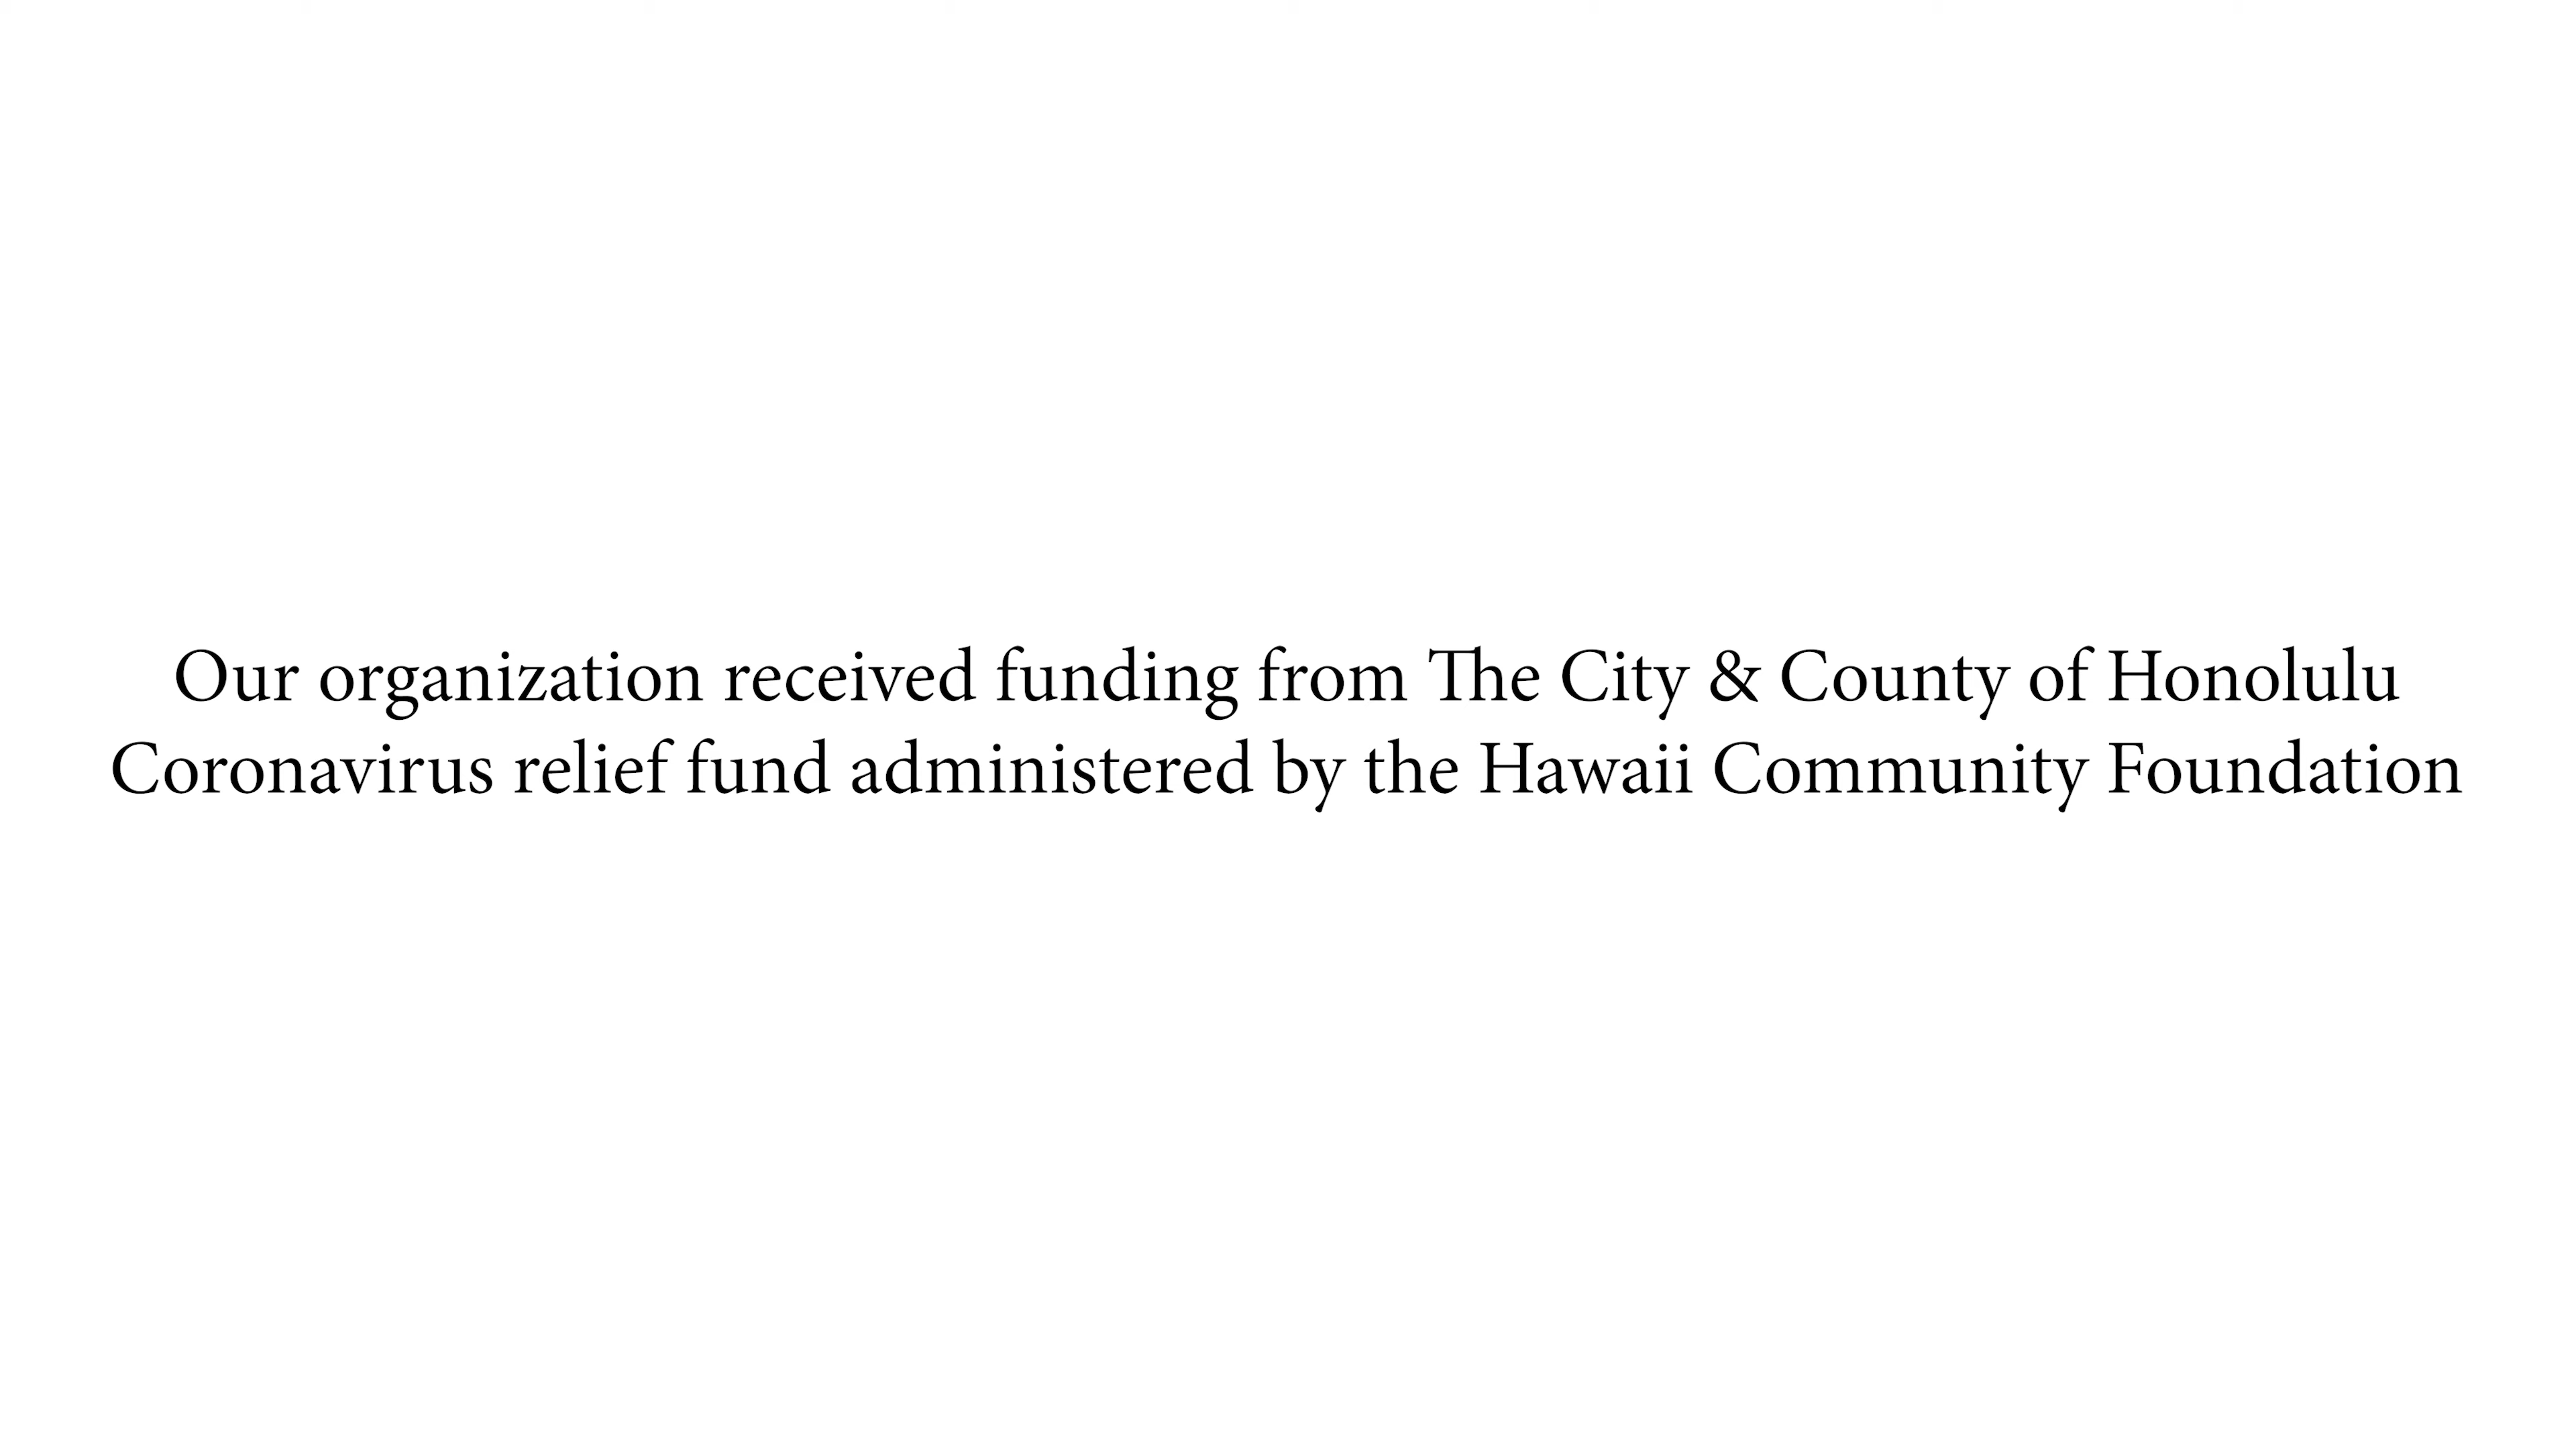 Our organization received funding from The City & County of Honolulu
Coronavirus relief fund administered by the Hawaii Community Foundation